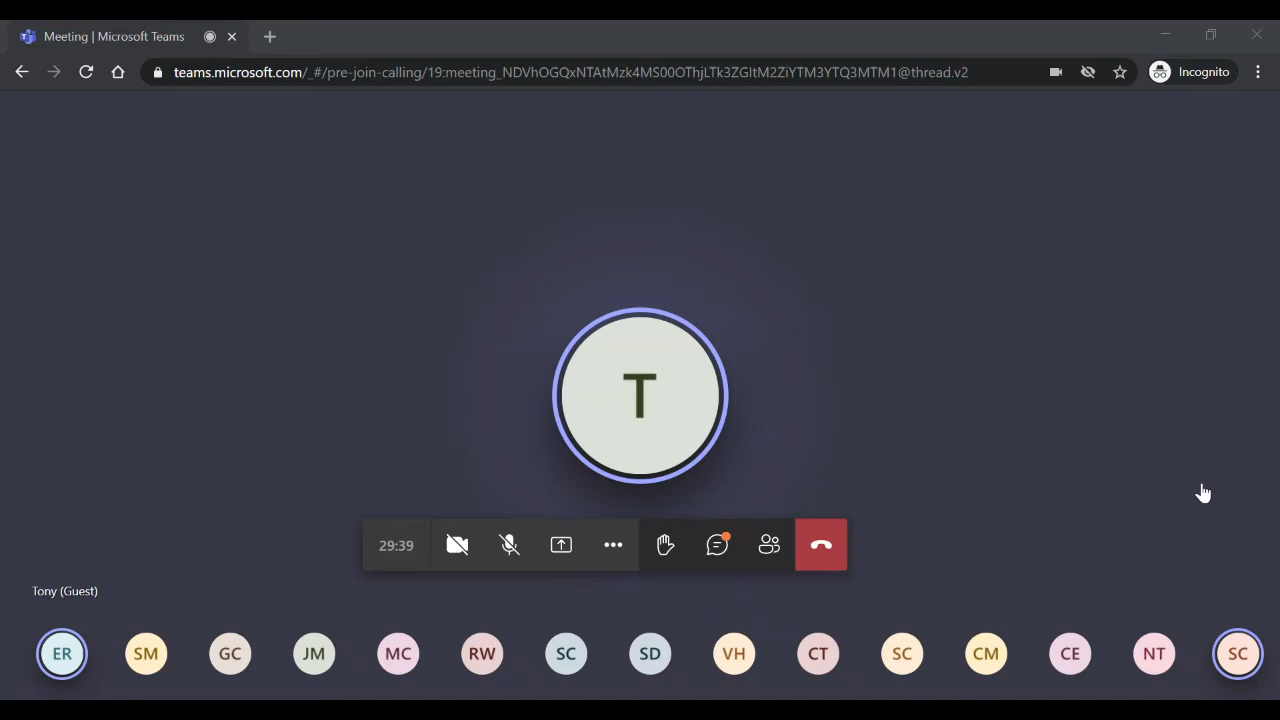 Meeting | Microsoft Teams
teams.microsoft.com/_#/pre-join-calling/19:meeting_NDVhOGQxNTAtMzk4MS00OThjLTk3ZGItM2ZiYTM3YTQ3MTM1@thread.v2
Incognito
T
29:39
Tony (Guest)
ER SM GC JM MC RW SC SD VH CT SC CM CE NT SC